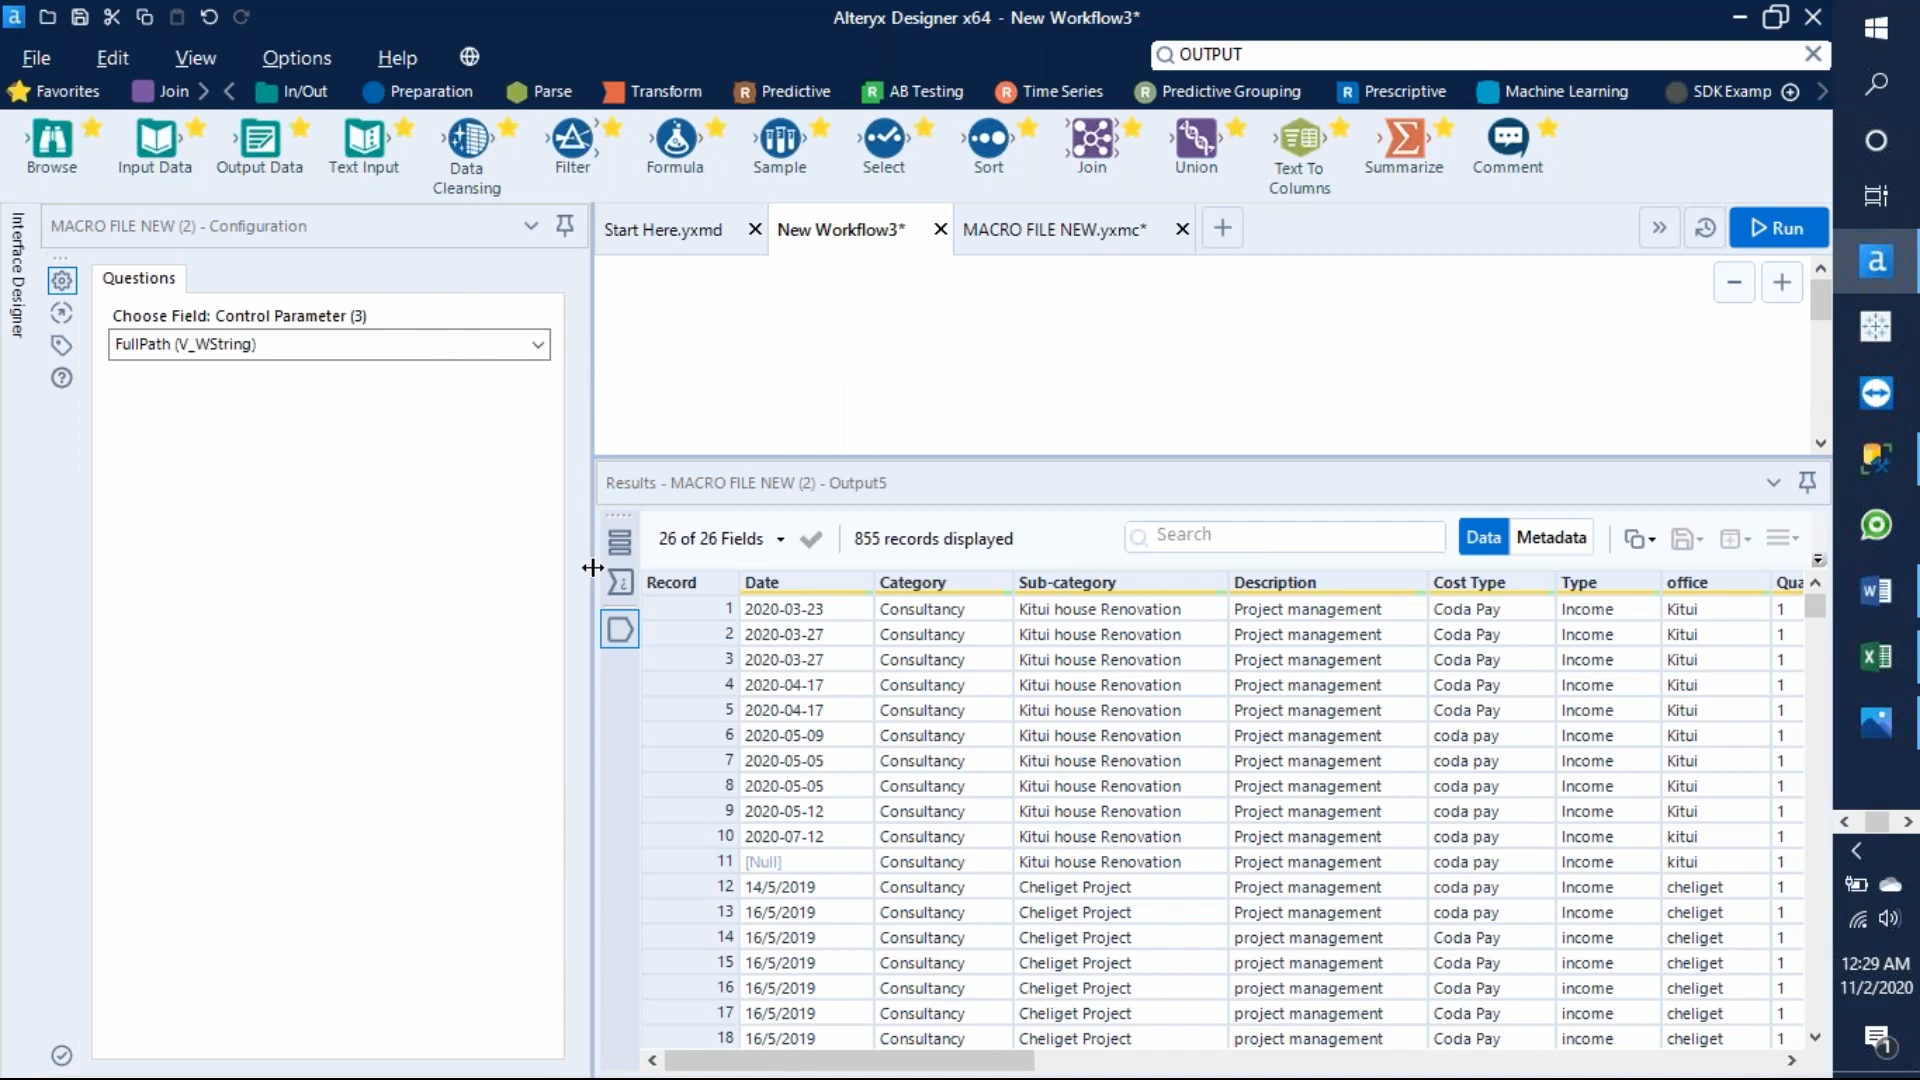 a
Alteryx Designer x64 - New Workflow3*
File Edit View Options Help
OUTPUT
Favorites Join In/Out Preparation Parse Transform R Predictive R AB Testing R Time Series R Predictive Grouping R Prescriptive Machine Learning SDK Examp
Browse Input Data Output Data Text Input Data Cleansing Filter Formula Sample Select Sort Join Union Text To Columns Summarize Comment
Interface Designer
MACRO FILE NEW (2) - Configuration
Start Here.yxmd New Workflow3* MACRO FILE NEW.yxmc* Run
Questions
Choose Field: Control Parameter (3)
FullPath (V_WString)
Results - MACRO FILE NEW (2) - Output5
26 of 26 Fields 855 records displayed Search Data Metadata
Record Date Category Sub-category Description Cost Type Type office Qua
1 2020-03-23 Consultancy Kitui house Renovation Project management Coda Pay Income Kitui 1
2 2020-03-27 Consultancy Kitui house Renovation Project management Coda Pay Income Kitui 1
3 2020-03-27 Consultancy Kitui house Renovation Project management Coda Pay Income Kitui 1
4 2020-04-17 Consultancy Kitui house Renovation Project management Coda Pay Income Kitui 1
5 2020-04-17 Consultancy Kitui house Renovation Project management Coda Pay Income Kitui 1
6 2020-05-09 Consultancy Kitui house Renovation Project management coda pay Income Kitui 1
7 2020-05-05 Consultancy Kitui house Renovation Project management coda pay Income Kitui 1
8 2020-05-05 Consultancy Kitui house Renovation Project management coda pay Income Kitui 1
9 2020-05-12 Consultancy Kitui house Renovation Project management coda pay Income Kitui 1
10 2020-07-12 Consultancy Kitui house Renovation Project management coda pay Income kitui 1
11 [Null] Consultancy Kitui house Renovation Project management coda pay Income kitui 1
12 14/5/2019 Consultancy Cheliget Project Project management coda pay Income cheliget 1
13 16/5/2019 Consultancy Cheliget Project Project management coda pay Income cheliget 1
14 16/5/2019 Consultancy Cheliget Project project management Coda Pay income cheliget 1
15 16/5/2019 Consultancy Cheliget Project project management Coda Pay income cheliget 1
16 16/5/2019 Consultancy Cheliget Project project management Coda Pay income cheliget 1
17 16/5/2019 Consultancy Cheliget Project project management Coda Pay income cheliget 1
18 16/5/2019 Consultancy Cheliget Project project management Coda Pay income cheliget 1
a
12:29 AM
11/2/2020
1